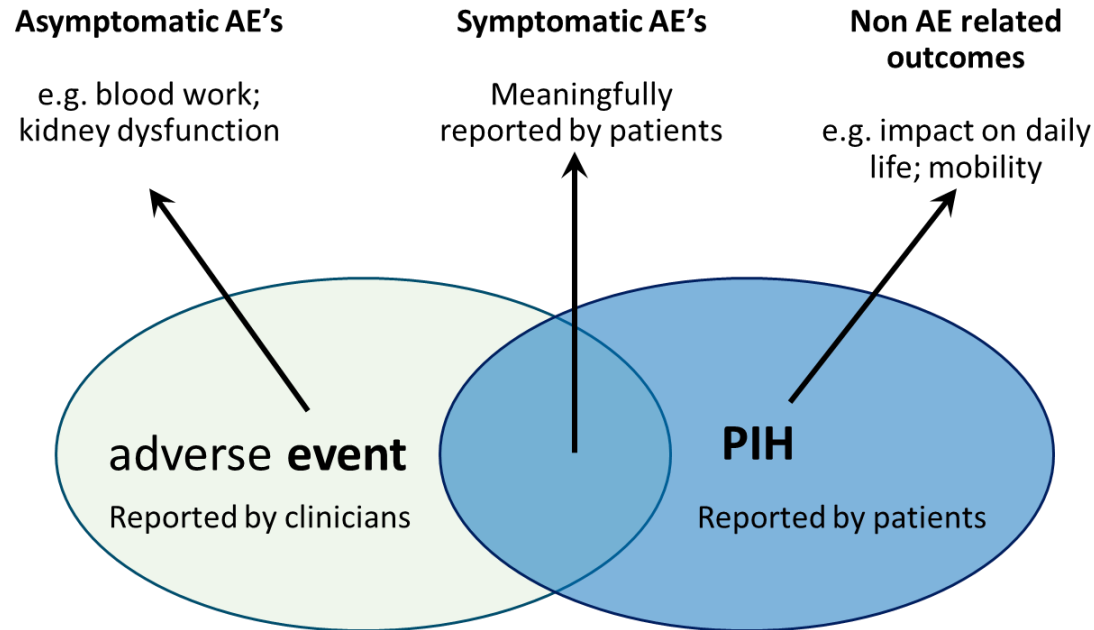 Asymptomatic AE’s
e.g. blood work;
kidney dysfunction
Symptomatic AE’s
Meaningfully
reported by patients
Non AE related
outcomes
e.g. impact on daily
life; mobility
adverse event
Reported by clinicians
PIH
Reported by patients